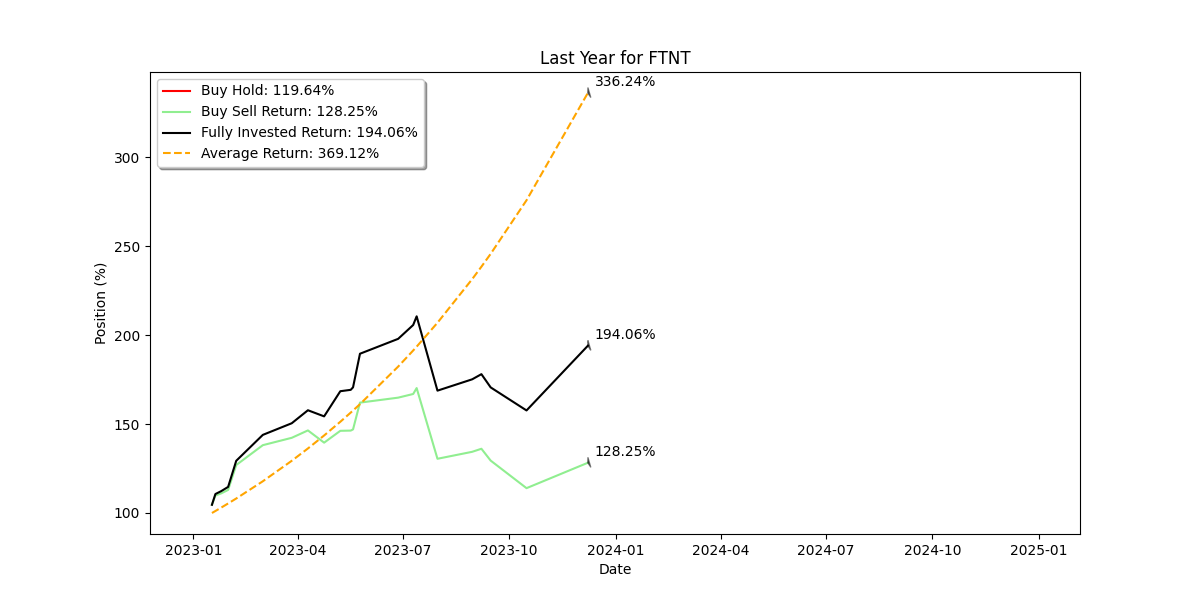 Last Year for FTNT
Buy Hold: 119.64%
Buy Sell Return: 128.25%
Fully Invested Return: 194.06%
Average Return: 369.12%
336.24%
194.06%
128.25%
Position (%)
300
250
200
150
100
2023-01 2023-04 2023-07 2023-10 2024-01 2024-04 2024-07 2024-10 2025-01
Date